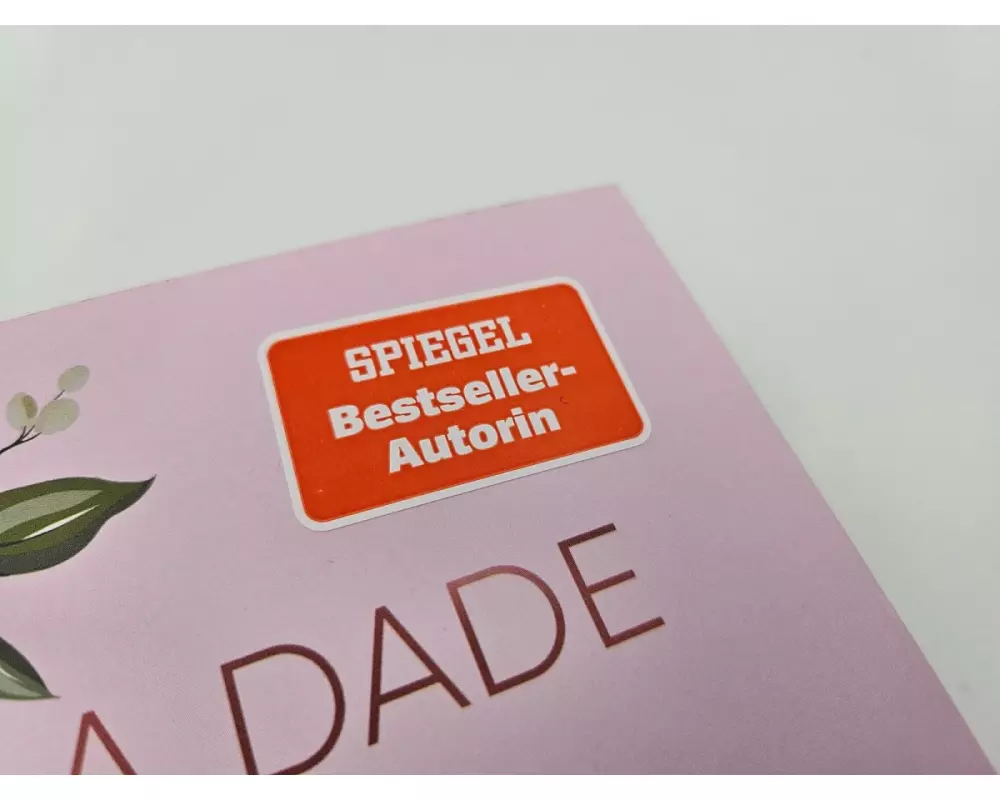 SPIEGEL
Bestseller-
Autorin
A DADE